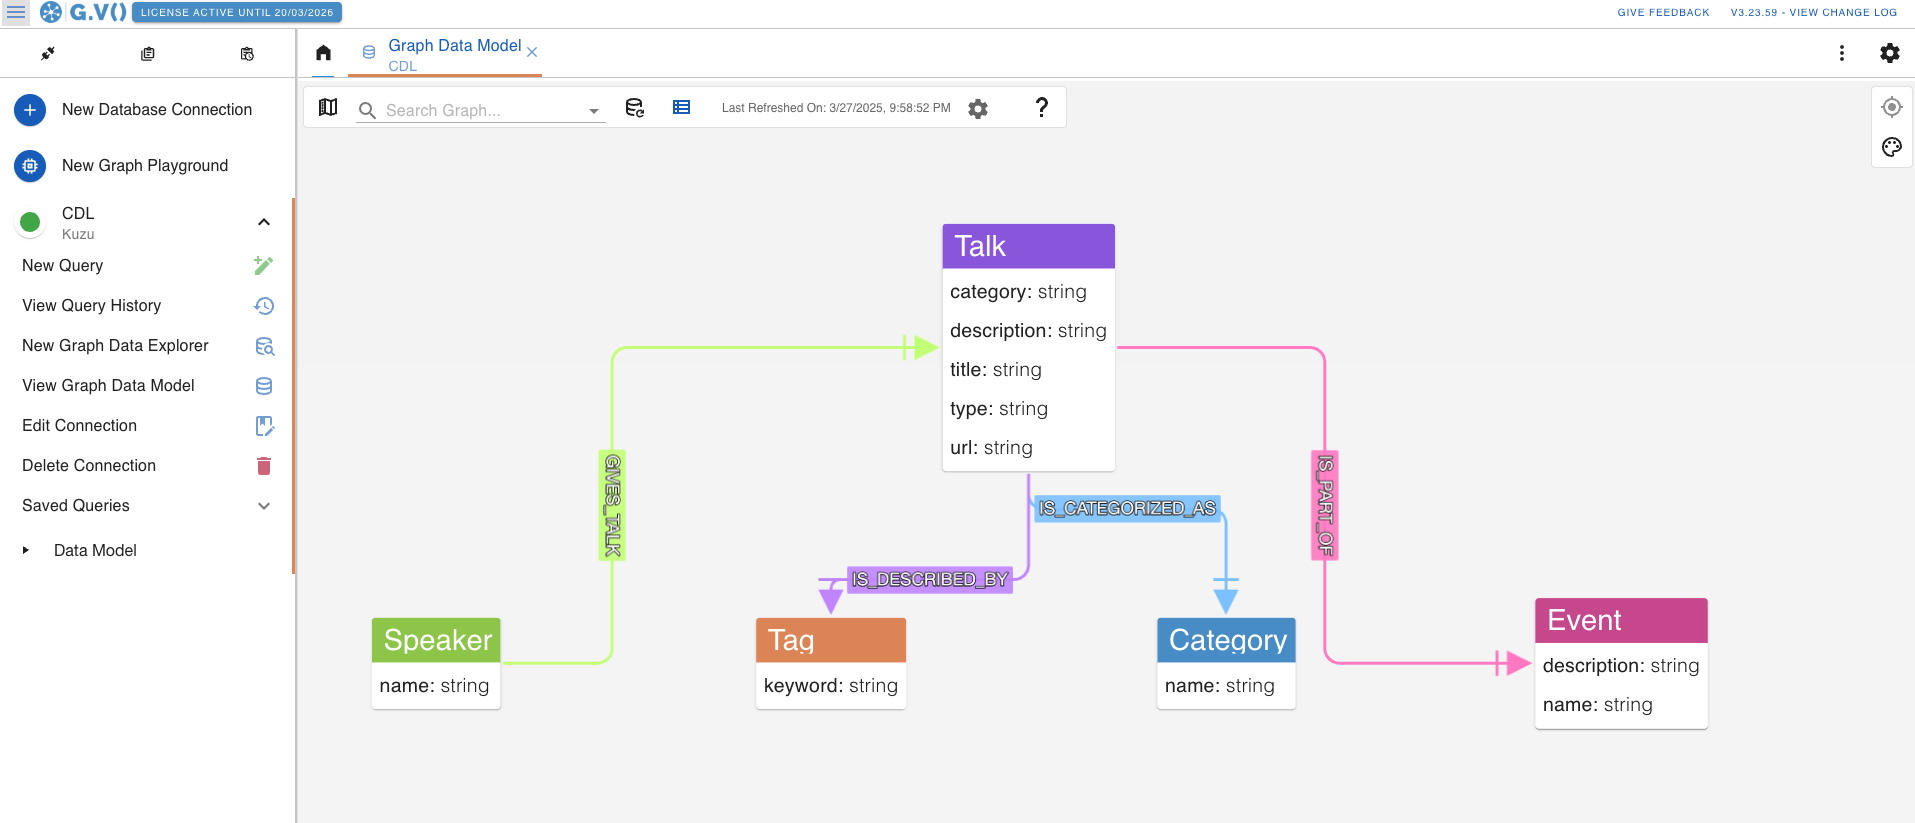 G.V()
LICENSE ACTIVE UNTIL 20/03/2026
GIVE FEEDBACK
V3.23.59 - VIEW CHANGE LOG
Graph Data Model
CDL
New Database Connection
New Graph Playground
CDL
Kuzu
New Query
View Query History
New Graph Data Explorer
View Graph Data Model
Edit Connection
Delete Connection
Saved Queries
Data Model
Search Graph...
Last Refreshed On: 3/27/2025, 9:58:52 PM
?
Talk
category: string
description: string
title: string
type: string
url: string
GIVES_TALK
IS_CATEGORIZED_AS
IS_PART_OF
IS_DESCRIBED_BY
Speaker
name: string
Tag
keyword: string
Category
name: string
Event
description: string
name: string